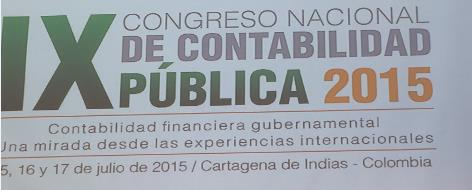 IX CONGRESO NACIONAL
DE CONTABILIDAD
PÚBLICA 2015
Contabilidad financiera gubernamental
Una mirada desde las experiencias internacionales
5, 16 y 17 de julio de 2015 / Cartagena de Indias - Colombia